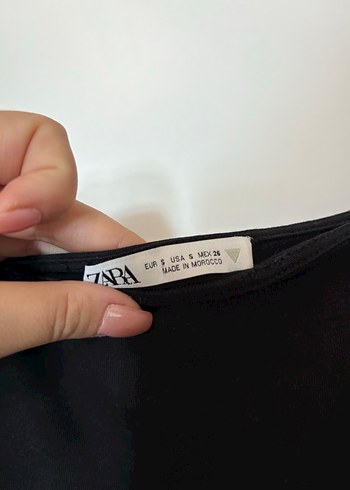 ZARA
EUR S USA S MEX 26
MADE IN MOROCCO